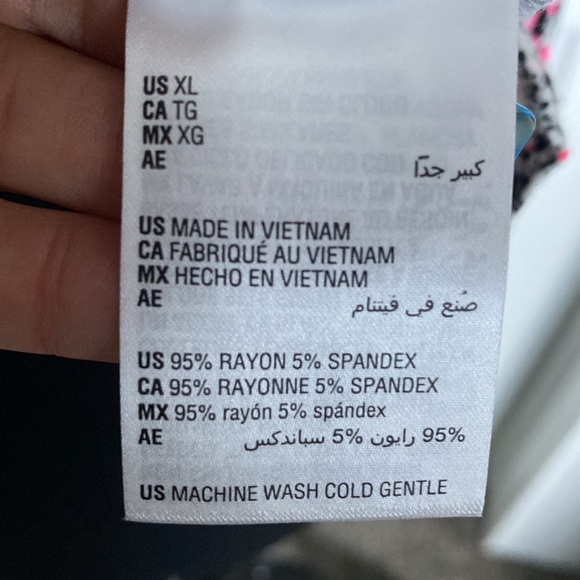 US XL
CA TG
MX XG
AE كبير جدًا
US MADE IN VIETNAM
CA FABRIQUÉ AU VIETNAM
MX HECHO EN VIETNAM
AE صُنع في فيتنام
US 95% RAYON 5% SPANDEX
CA 95% RAYONNE 5% SPANDEX
MX 95% rayón 5% spándex
AE 95% رايون 5% سباندكس
US MACHINE WASH COLD GENTLE